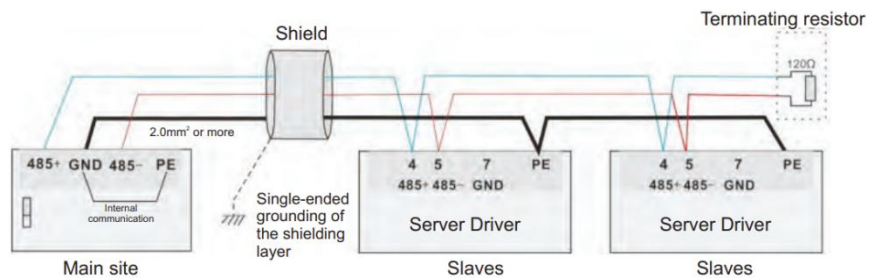 Terminating resistor
Shield
120Ω
2.0mm² or more
485+ GND 485− PE
4 5 7 PE
4 5 7 PE
485+ 485− GND
485+ 485− GND
Internal
communication
Single-ended
grounding of
the shielding
layer
Server Driver
Server Driver
Main site
Slaves
Slaves